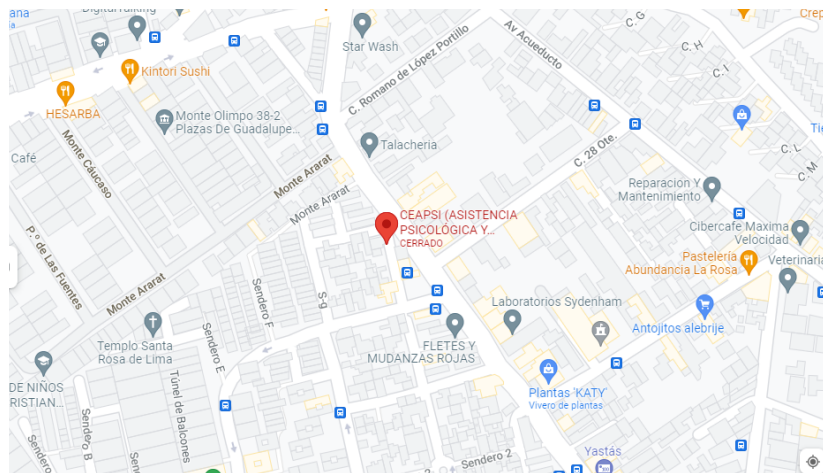 ana
Digitaltalking
Crep
Star Wash
Av Acueducto
C. G
C. H
C. I
Kintori Sushi
HESARBA
C. Romano de López Portillo
Monte Olimpo 38-2
Plazas De Guadalupe...
Talacheria
Tie
Café
Monte Cáucaso
Monte Ararat
Monte Ararat
C. 28 Ote.
C. L
C. M
Reparacion Y
Mantenimiento
CEAPSI (ASISTENCIA
PSICOLÓGICA Y...
CERRADO
Cibercafe Maxima
Velocidad
P.º de Las Fuentes
Pastelería
Abundancia La Rosa
Veterinaria
Monte Ararat
Sendero F
S-g
Laboratorios Sydenham
Antojitos alebrije
Templo Santa
Rosa de Lima
Sendero E
FLETES Y
MUDANZAS ROJAS
DE NIÑOS
RISTIAN...
Túnel de Balcones
Plantas 'KATY'
Vivero de plantas
Sendero B
Sendero 2
Yastás